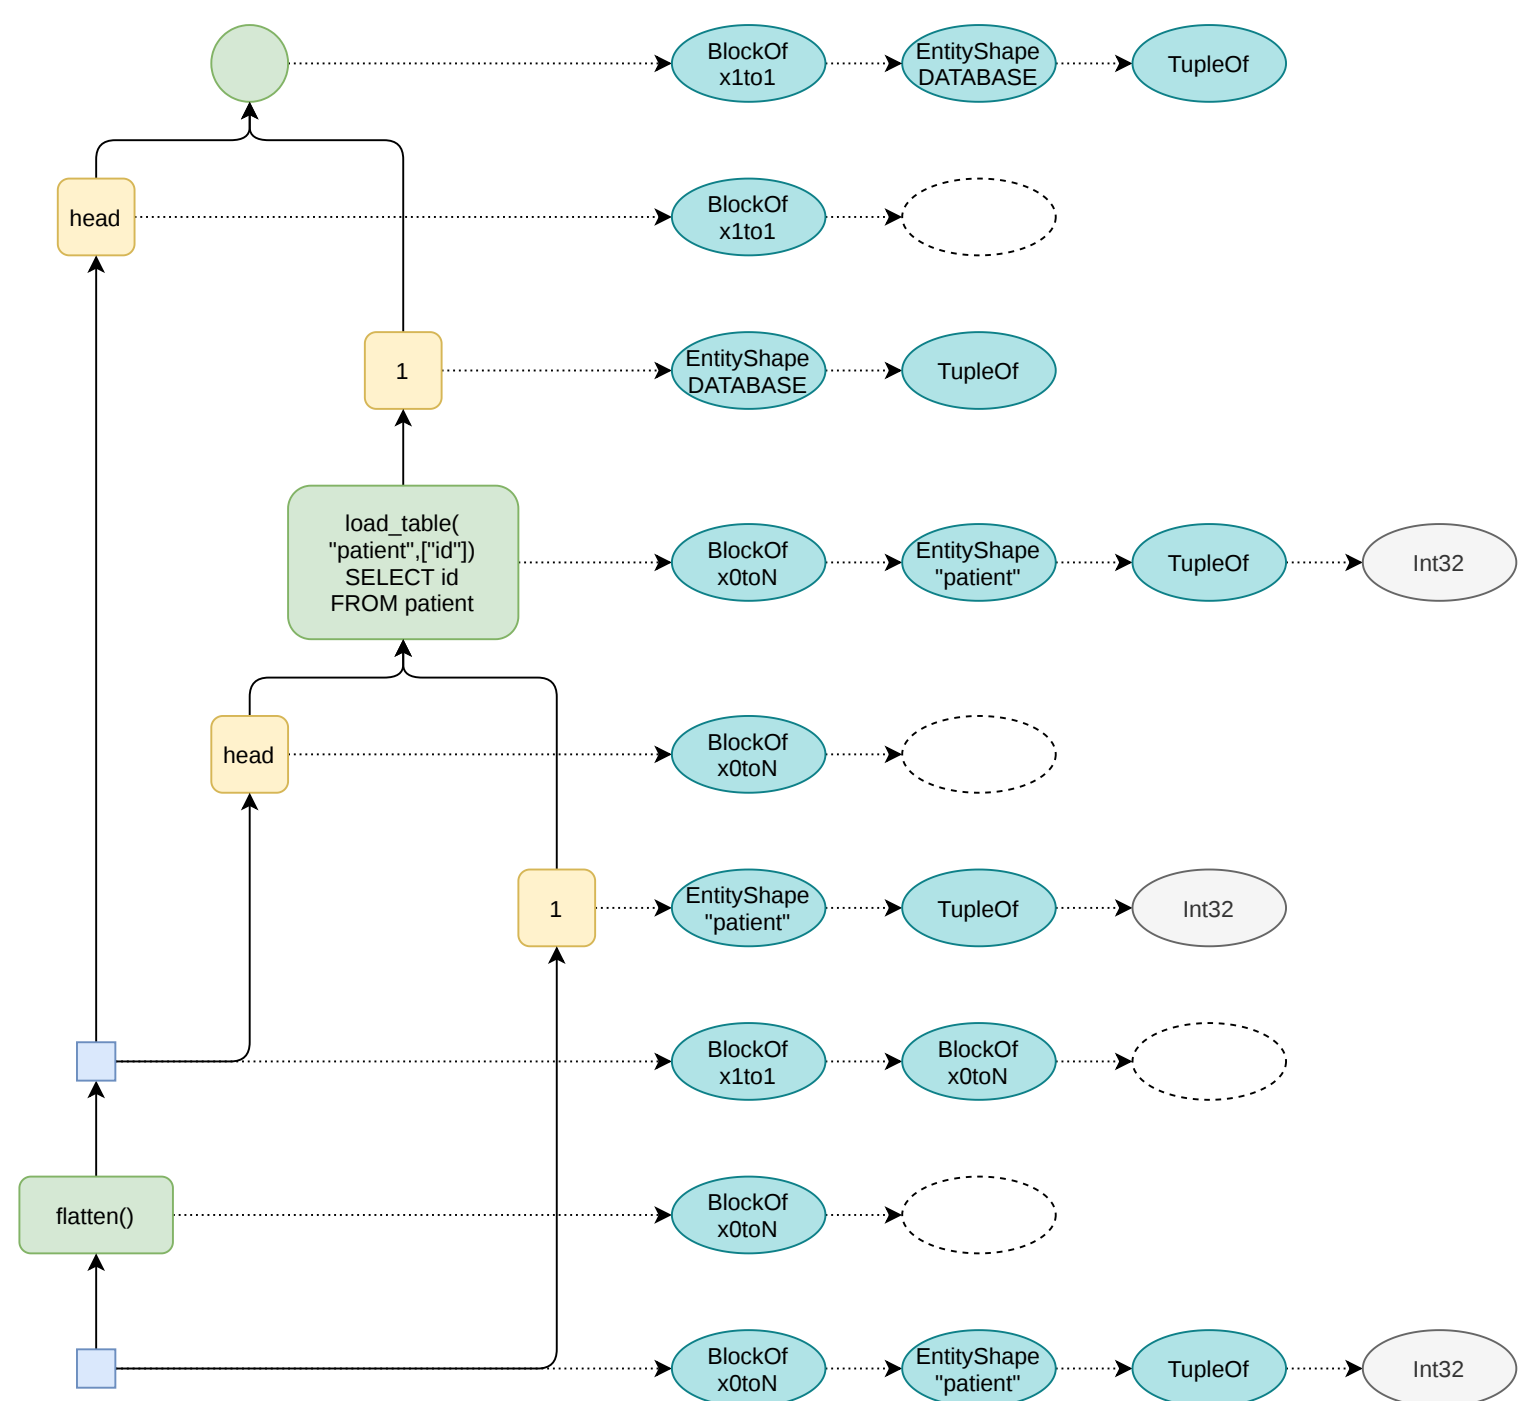 BlockOf
x1to1
EntityShape
DATABASE
TupleOf
head
BlockOf
x1to1
1
EntityShape
DATABASE
TupleOf
load_table(
"patient",["id"])
SELECT id
FROM patient
BlockOf
x0toN
EntityShape
"patient"
TupleOf
Int32
head
BlockOf
x0toN
1
EntityShape
"patient"
TupleOf
Int32
BlockOf
x1to1
BlockOf
x0toN
flatten()
BlockOf
x0toN
BlockOf
x0toN
EntityShape
"patient"
TupleOf
Int32